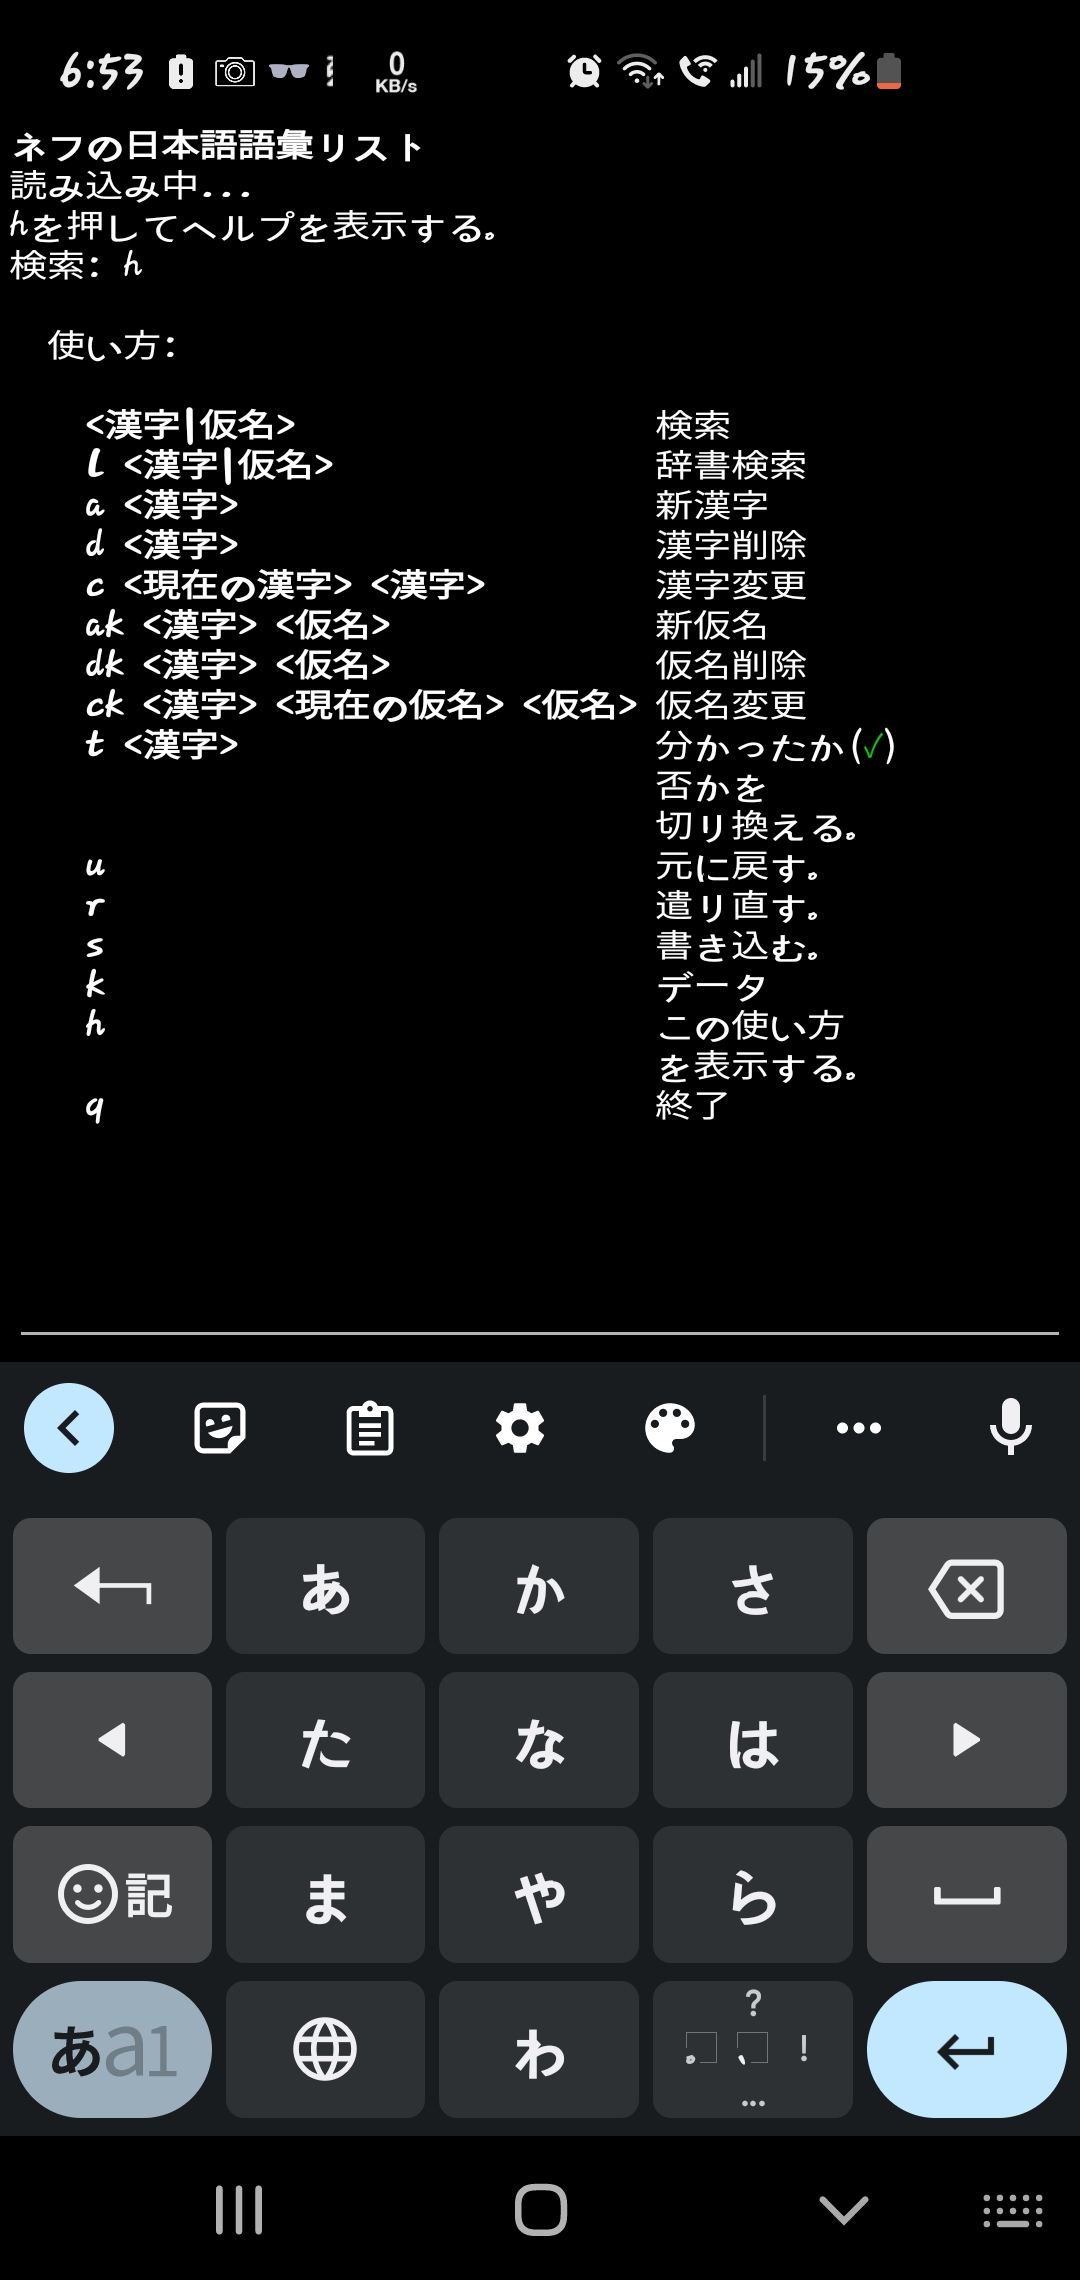 6:53 0 KB/s 15%
ネフの日本語語彙リスト
読み込み中...
hを押してヘルプを表示する。
検索: h
使い方:
<漢字|仮名> 検索
l <漢字|仮名> 辞書検索
a <漢字> 新漢字
d <漢字> 漢字削除
c <現在の漢字> <漢字> 漢字変更
ak <漢字> <仮名> 新仮名
dk <漢字> <仮名> 仮名削除
ck <漢字> <現在の仮名> <仮名> 仮名変更
t <漢字> 分かったか(✓)
否かを
切り換える。
u 元に戻す。
r 遣り直す。
s 書き込む。
k データ
h この使い方
を表示する。
q 終了
あ か さ
た な は
記 ま や ら
あa1 わ 。 、 ? ! …